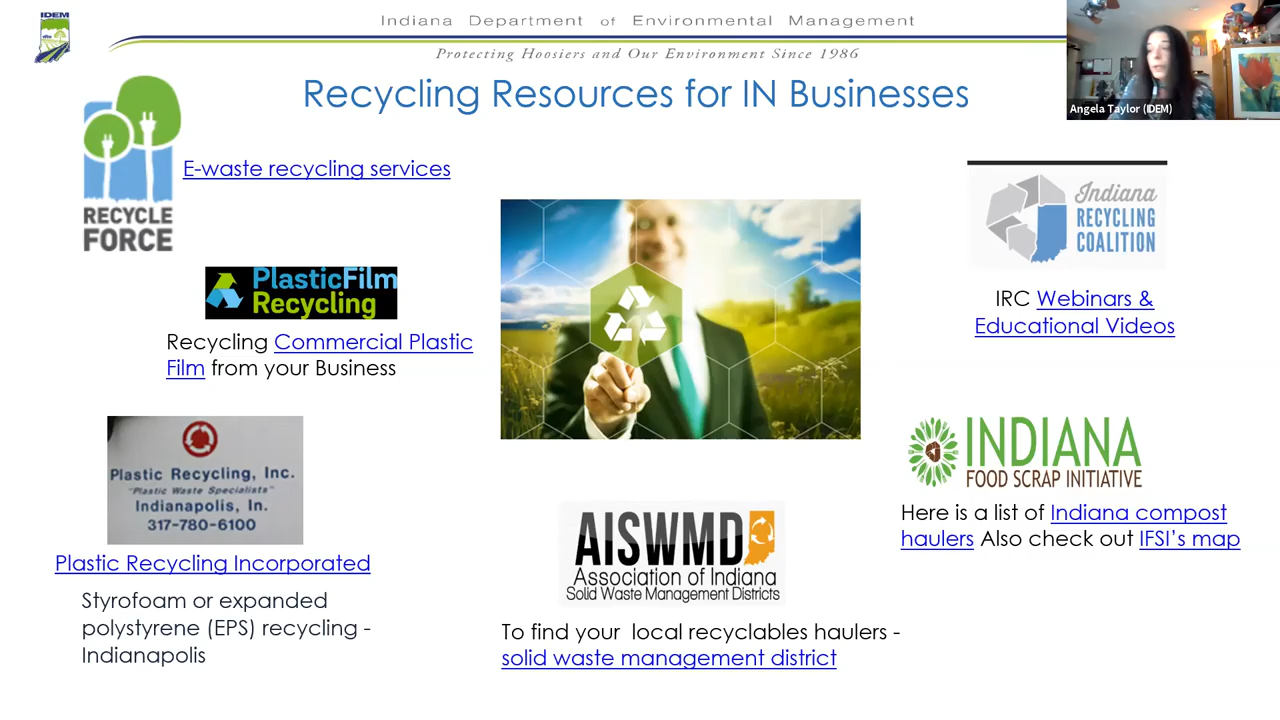 IDEM
Indiana Department of Environmental Management
Protecting Hoosiers and Our Environment Since 1986
Recycling Resources for IN Businesses
Angela Taylor (IDEM)
RECYCLE
FORCE
E-waste recycling services
PlasticFilm
Recycling
Recycling Commercial Plastic
Film from your Business
Plastic Recycling, Inc.
"Plastic Waste Specialists"
Indianapolis, In.
317-780-6100
Plastic Recycling Incorporated
Styrofoam or expanded
polystyrene (EPS) recycling -
Indianapolis
AISWMD
Association of Indiana
Solid Waste Management Districts
To find your  local recyclables haulers -
solid waste management district
Indiana
RECYCLING
COALITION
IRC Webinars &
Educational Videos
INDIANA
FOOD SCRAP INITIATIVE
Here is a list of Indiana compost
haulers Also check out IFSI's map